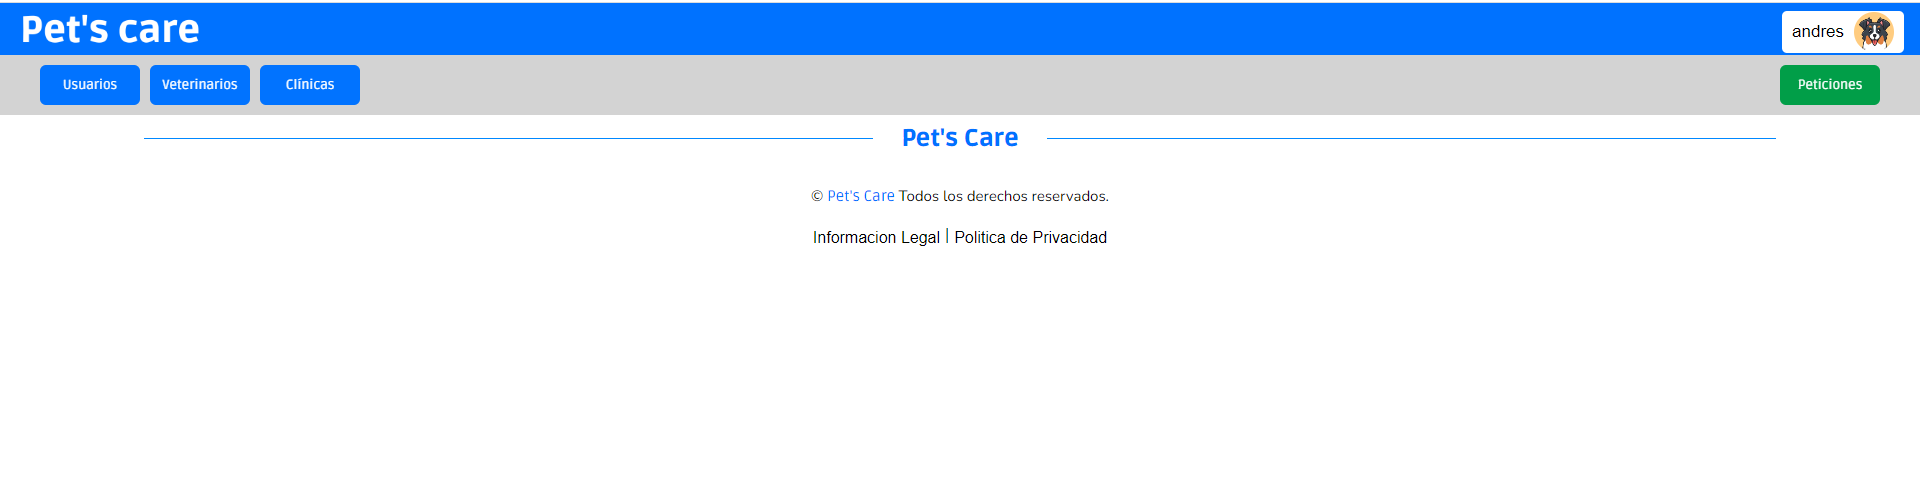 Pet's care
andres
Usuarios Veterinarios Clínicas Peticiones
Pet's Care
© Pet's Care Todos los derechos reservados.
Informacion Legal | Politica de Privacidad